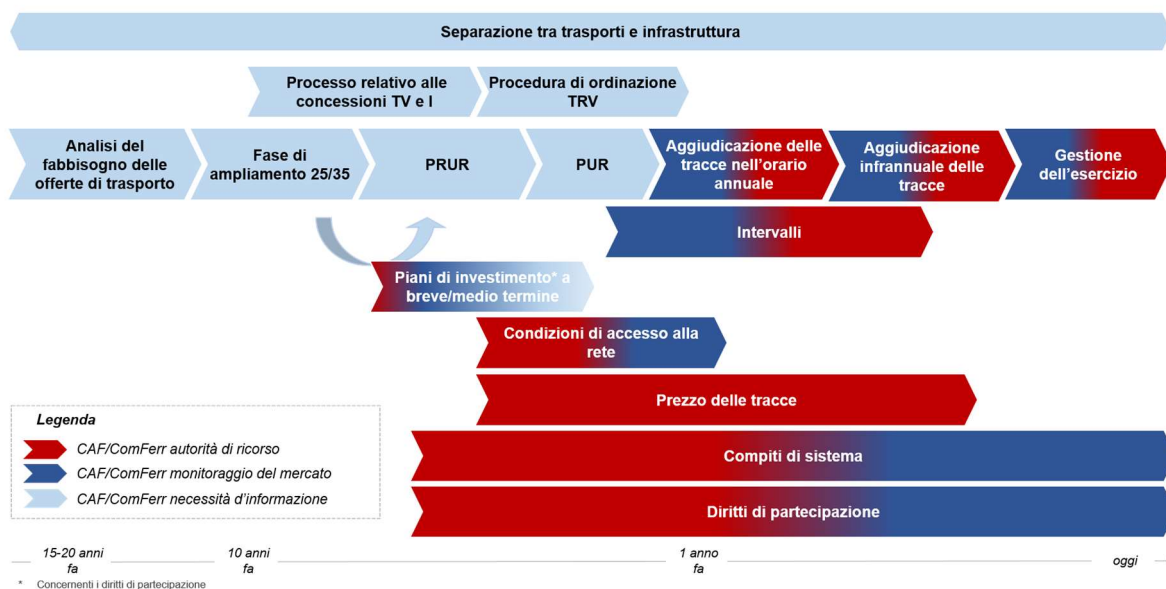 Separazione tra trasporti e infrastruttura
Processo relativo alle
concessioni TV e I
Procedura di ordinazione
TRV
Analisi del
fabbisogno delle
offerte di trasporto
Fase di
ampliamento 25/35
PRUR
PUR
Aggiudicazione delle
tracce nell'orario
annuale
Aggiudicazione
infrannuale delle
tracce
Gestione
dell'esercizio
Intervalli
Piani di investimento* a
breve/medio termine
Condizioni di accesso alla
rete
Prezzo delle tracce
Compiti di sistema
Diritti di partecipazione
Legenda
CAF/ComFerr autorità di ricorso
CAF/ComFerr monitoraggio del mercato
CAF/ComFerr necessità d'informazione
15-20 anni
fa
10 anni
fa
1 anno
fa
oggi
* Concernenti i diritti di partecipazione